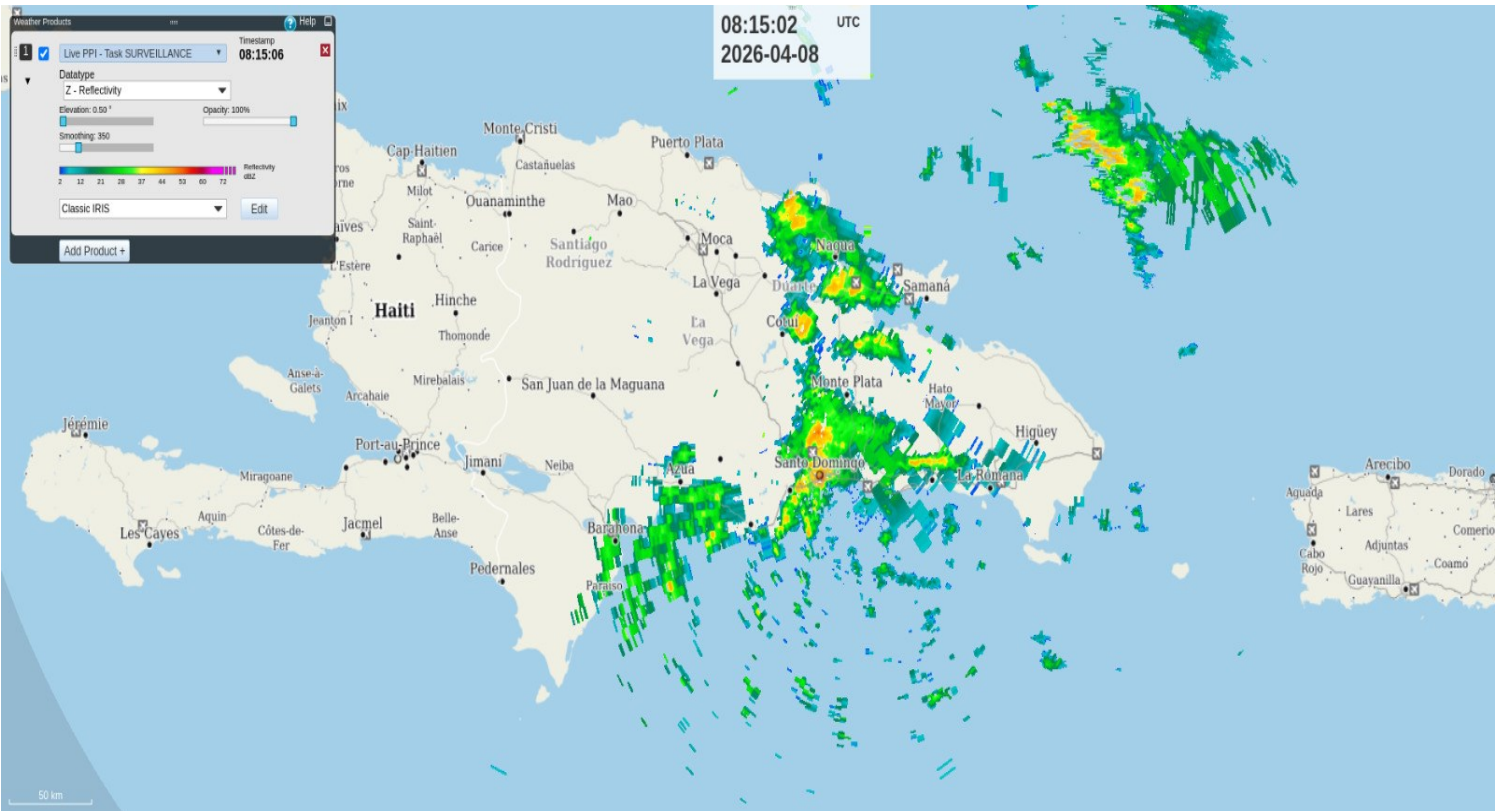 Weather Products
Help
1
Live PPI - Task SURVEILLANCE
Timestamp
08:15:06
Datatype
Z - Reflectivity
Elevation: 0.50 °
Opacity: 100%
Smoothing: 350
Reflectivity
dBZ
2 12 21 28 37 44 53 60 72
Classic IRIS
Edit
Add Product +
08:15:02 UTC
2026-04-08
Monte Cristi
Puerto Plata
Cap-Haïtien
Castañuelas
Milot
Ouanaminthe
Mao
Saint-
Raphaël
Carice
Santiago
Rodríguez
Moca
Nagua
L'Estère
La Vega
Duarte
Samaná
Hinche
Haiti
Jeanton I
Thomonde
La
Vega
Cotuí
Anse-à-
Galets
Mirebalais
San Juan de la Maguana
Monte Plata
Hato
Mayor
Arcahaie
Jérémie
Port-au-Prince
Higüey
Jimaní
Neiba
Azua
Santo Domingo
La Romana
Miragoane
Arecibo
Dorado
Aguada
Lares
Les Cayes
Aquin
Côtes-de-
Fer
Jacmel
Belle-
Anse
Barahona
Comerio
Adjuntas
Cabo
Rojo
Coamo
Pedernales
Paraiso
Guayanilla
50 km